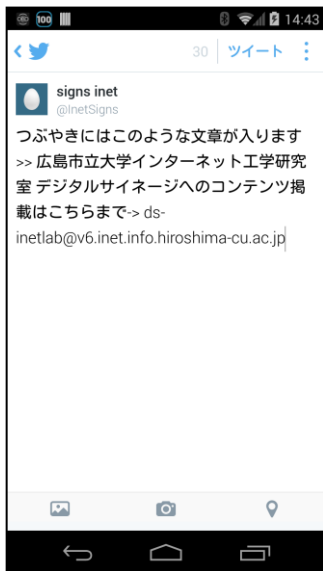 100 14:43
30 ツイート
signs inet
@InetSigns
つぶやきにはこのような文章が入ります
>> 広島市立大学インターネット工学研究
室 デジタルサイネージへのコンテンツ掲
載はこちらまで-> ds-
inetlab@v6.inet.info.hiroshima-cu.ac.jp